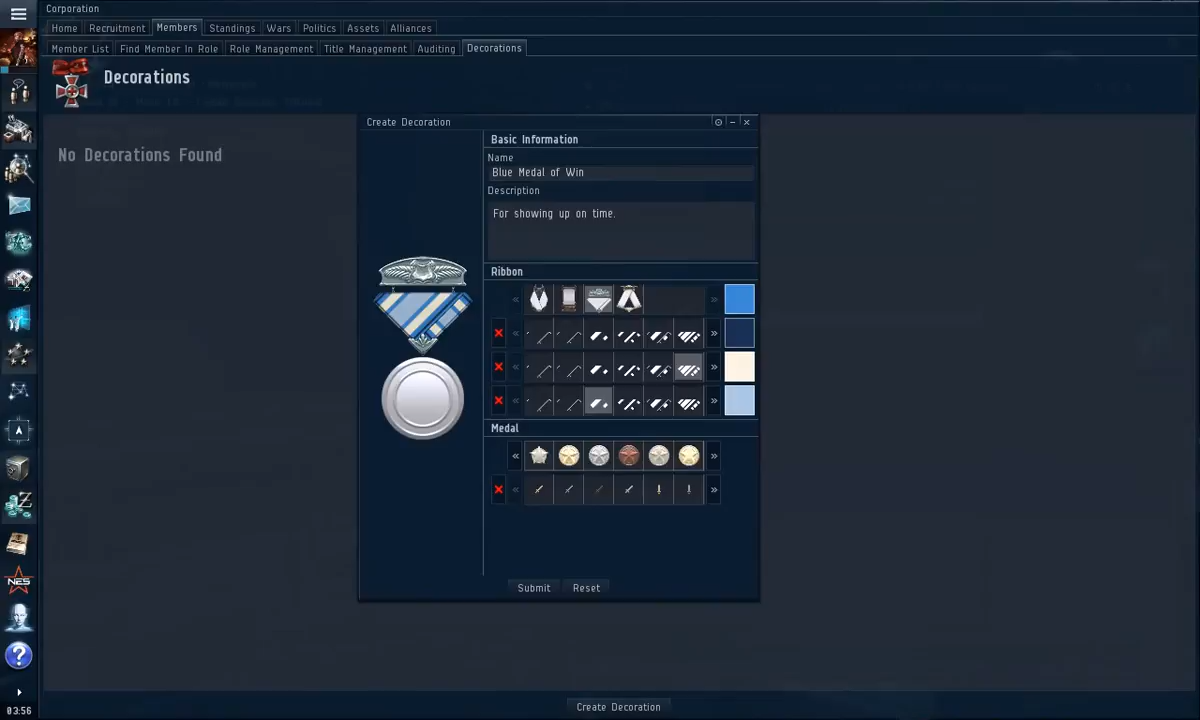 Corporation
Home Recruitment Members Standings Wars Politics Assets Alliances
Member List Find Member In Role Role Management Title Management Auditing Decorations
Decorations
No Decorations Found
Create Decoration
Basic Information
Name
Blue Medal of Win
Description
For showing up on time.
Ribbon
Medal
Submit Reset
NES
Z
?
03:56
Create Decoration